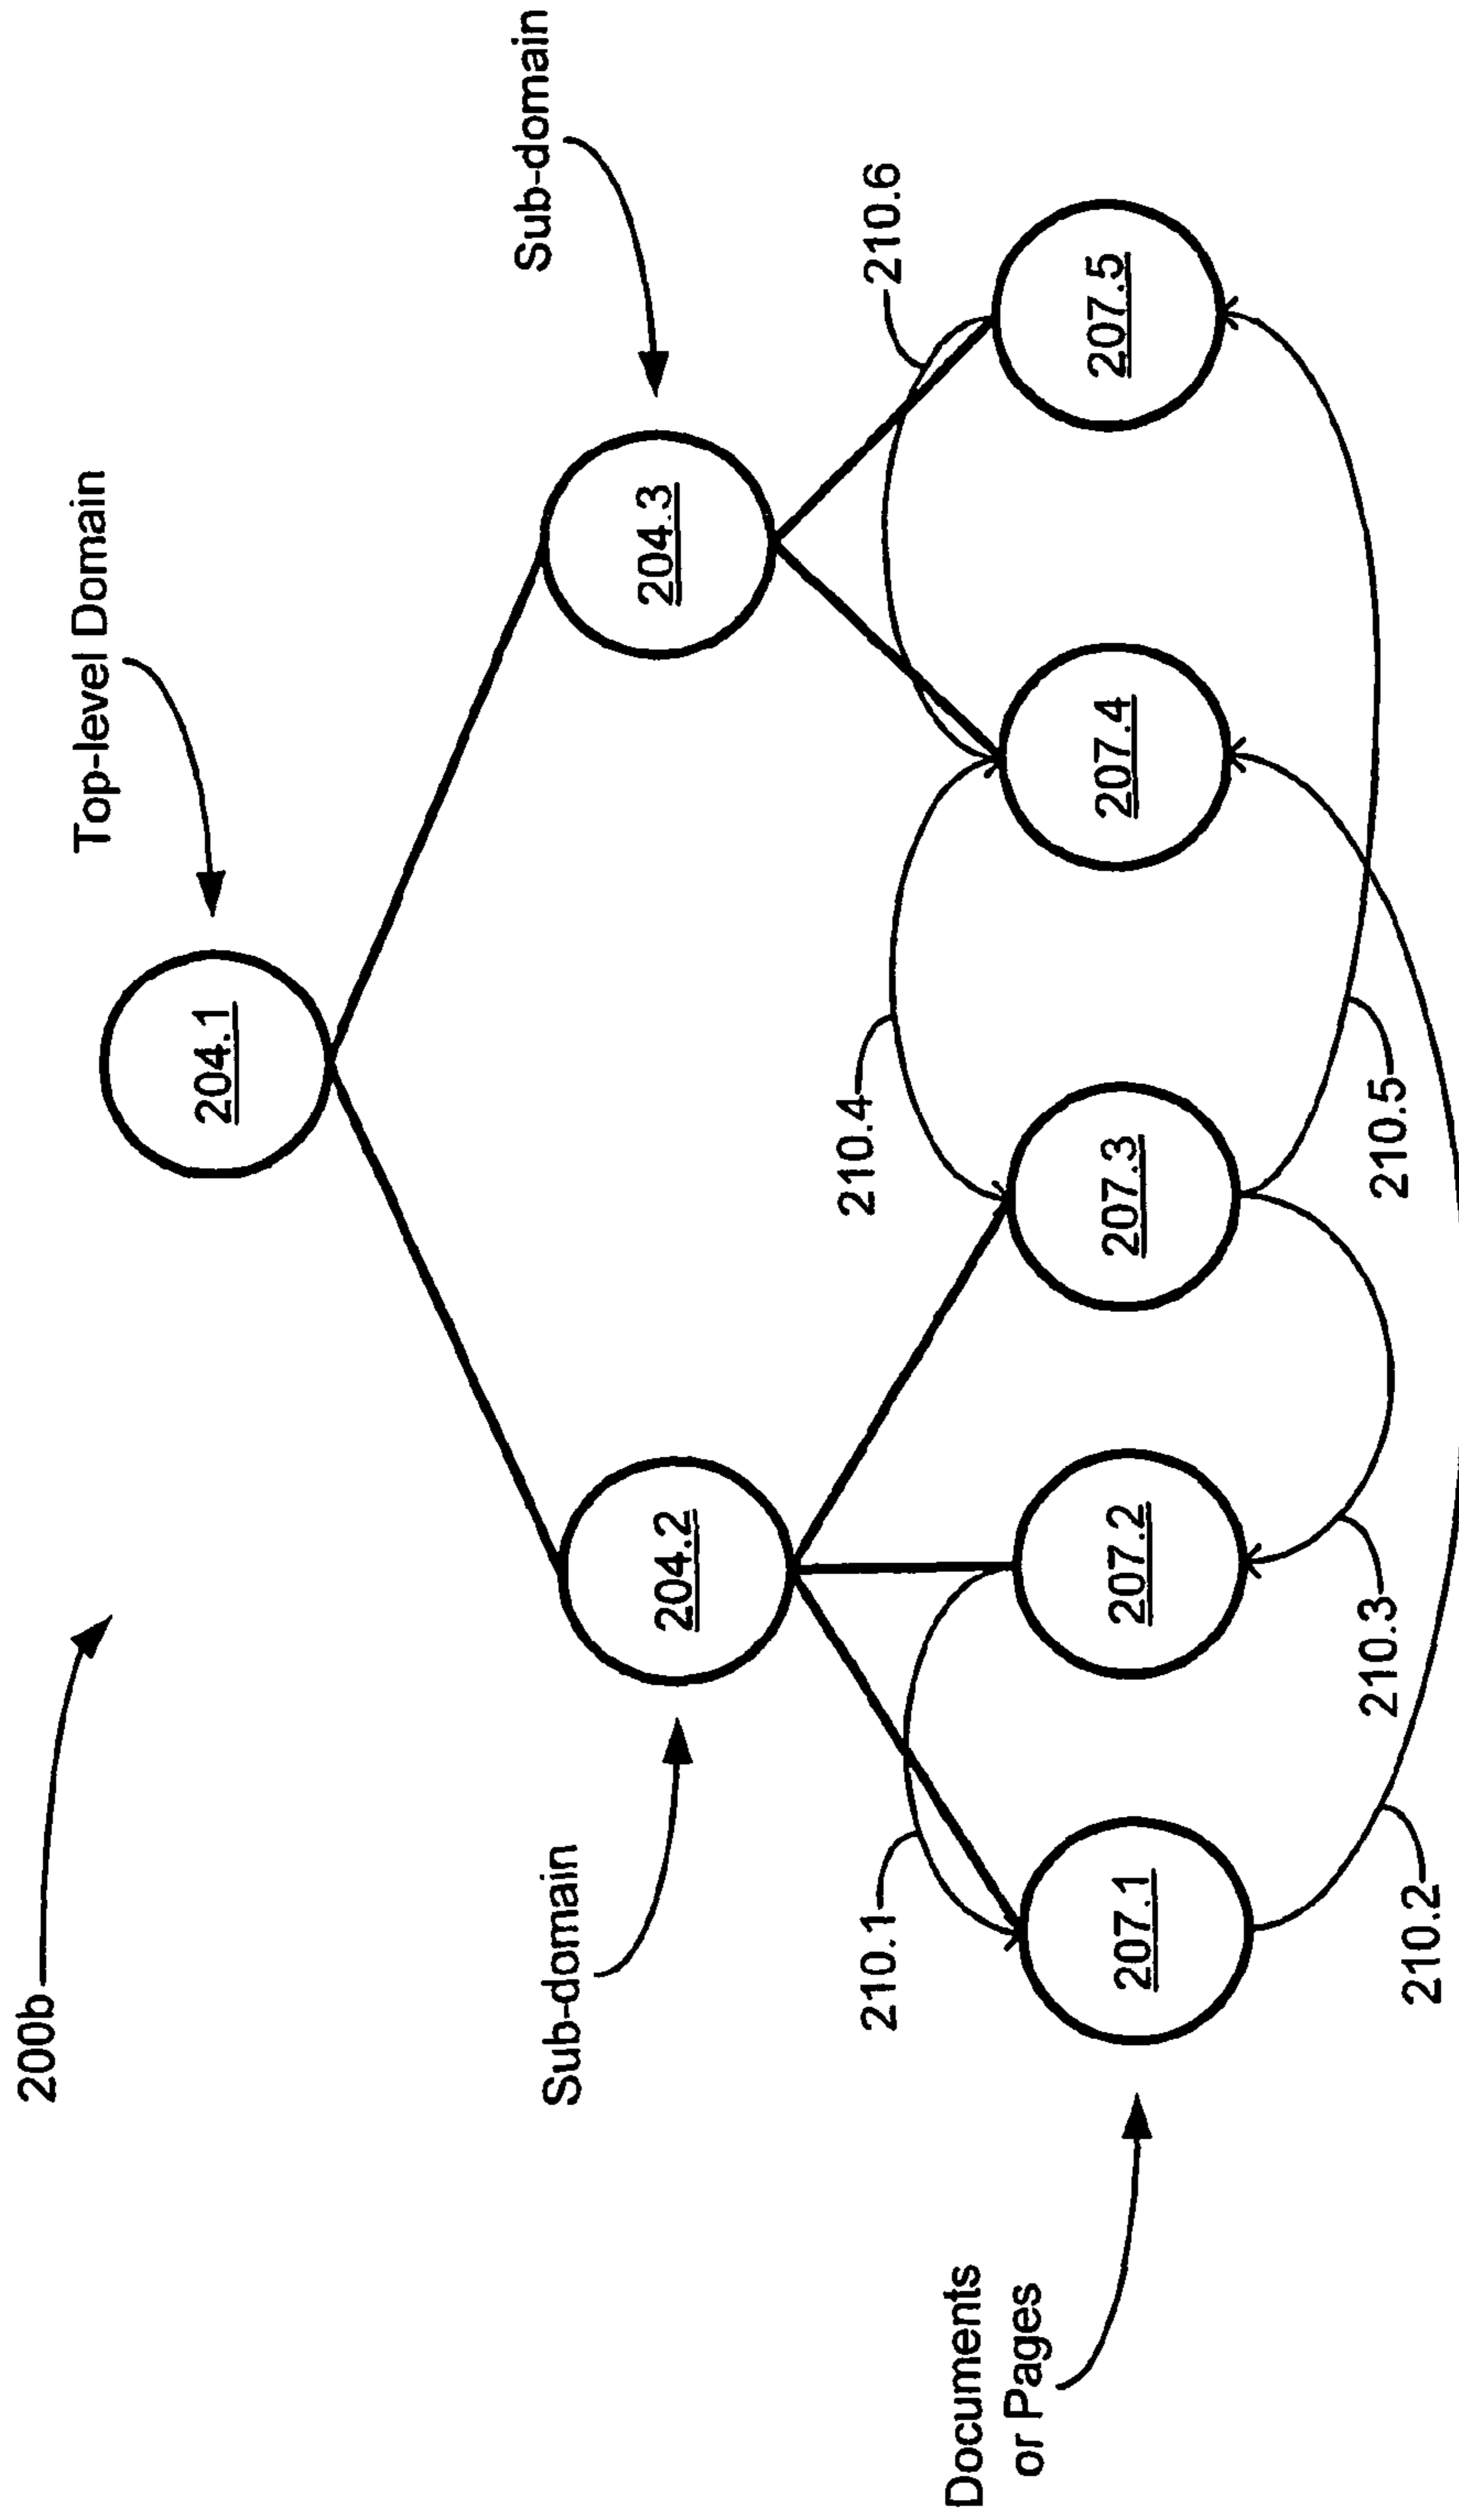 200b
Top-level Domain
204.1
Sub-domain
Sub-domain
204.2
204.3
210.1
210.4
210.6
Documents
or Pages
207.1
207.2
207.3
207.4
207.5
210.2
210.3
210.5